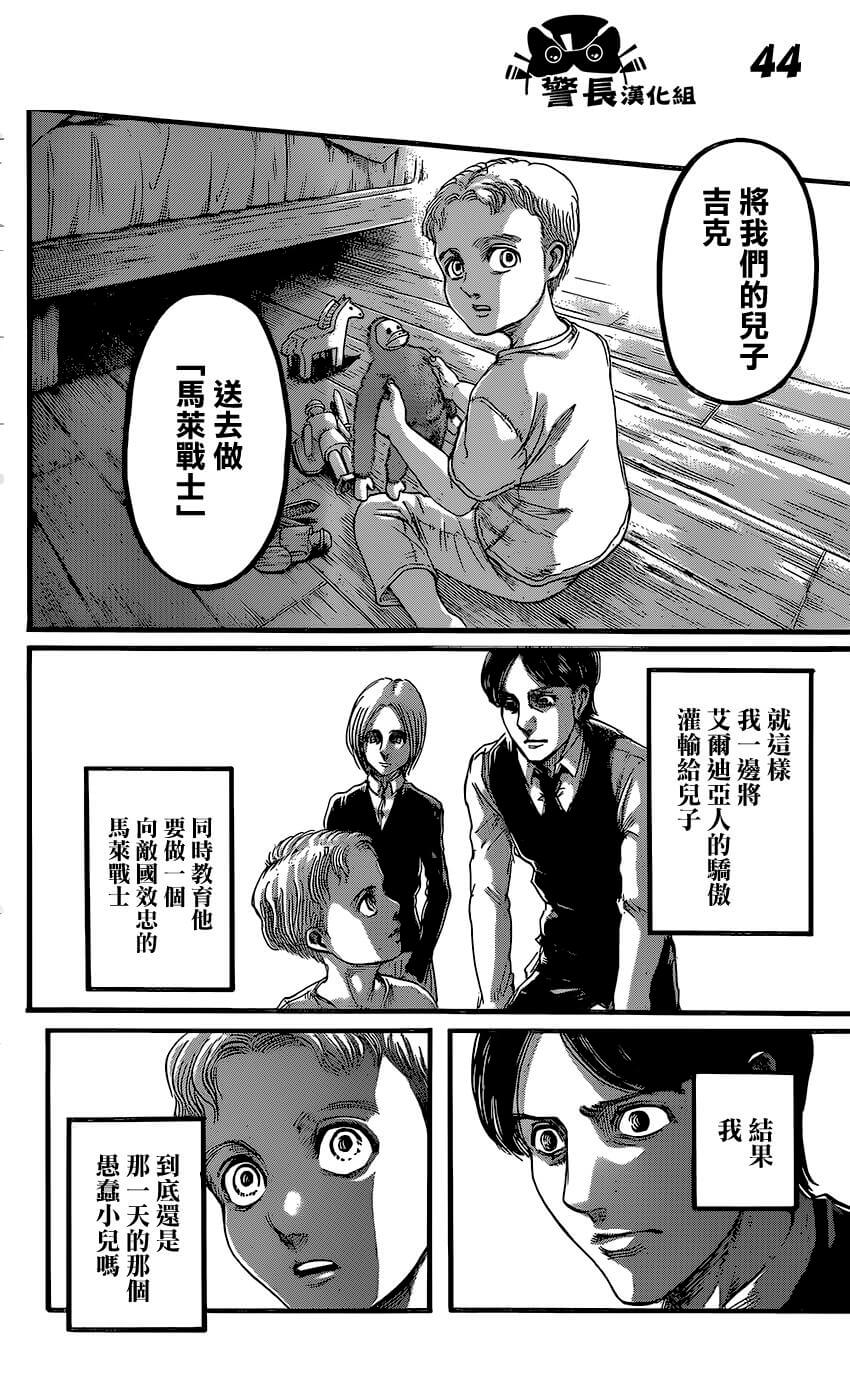 警長漢化組
44
將我們的兒子
吉克
送去做
「馬萊戰士」
就這樣
我一邊將
艾爾迪亞人的驕傲
灌輸給兒子
同時教育他
要做一個
向敵國效忠的
馬萊戰士
結果
我
到底還是
那一天的那個
愚蠢小兒嗎